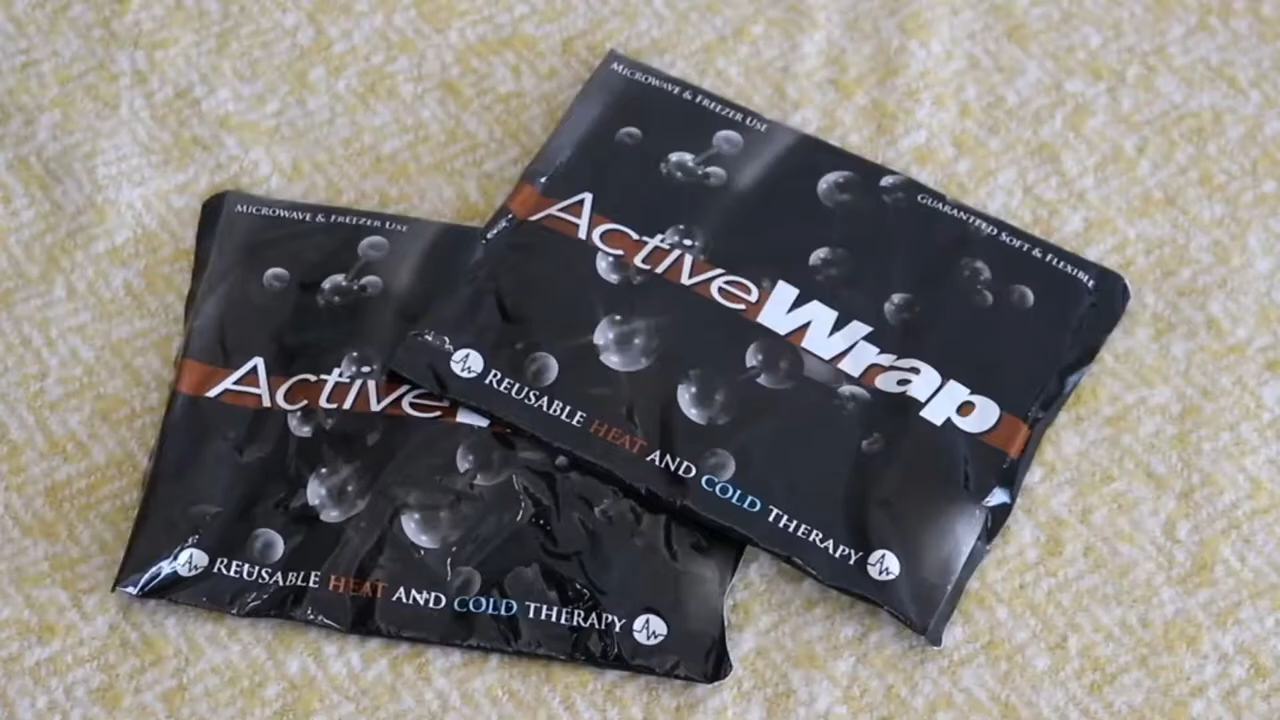 MICROWAVE & FREEZER USE
GUARANTEED SOFT & FLEXIBLE
ActiveWrap
REUSABLE HEAT AND COLD THERAPY
MICROWAVE & FREEZER USE
Active
REUSABLE HEAT AND COLD THERAPY